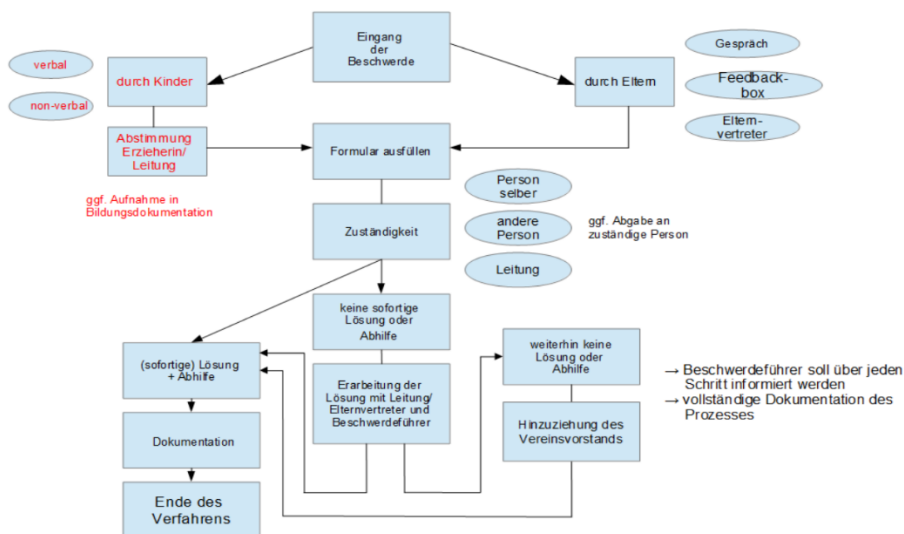 Eingang
der
Beschwerde
verbal
non-verbal
durch Kinder
durch Eltern
Gespräch
Feedback-
box
Eltern-
vertreter
Abstimmung
Erzieherin/
Leitung
Formular ausfüllen
ggf. Aufnahme in
Bildungsdokumentation
Person
selber
andere
Person
Leitung
ggf. Abgabe an
zuständige Person
Zuständigkeit
keine sofortige
Lösung oder
Abhilfe
(sofortige) Lösung
+ Abhilfe
Erarbeitung der
Lösung mit Leitung/
Elternvertreter und
Beschwerdeführer
weiterhin keine
Lösung oder
Abhilfe
Hinzuziehung des
Vereinsvorstands
→ Beschwerdeführer soll über jeden
Schritt informiert werden
→ vollständige Dokumentation des
Prozesses
Dokumentation
Ende des
Verfahrens